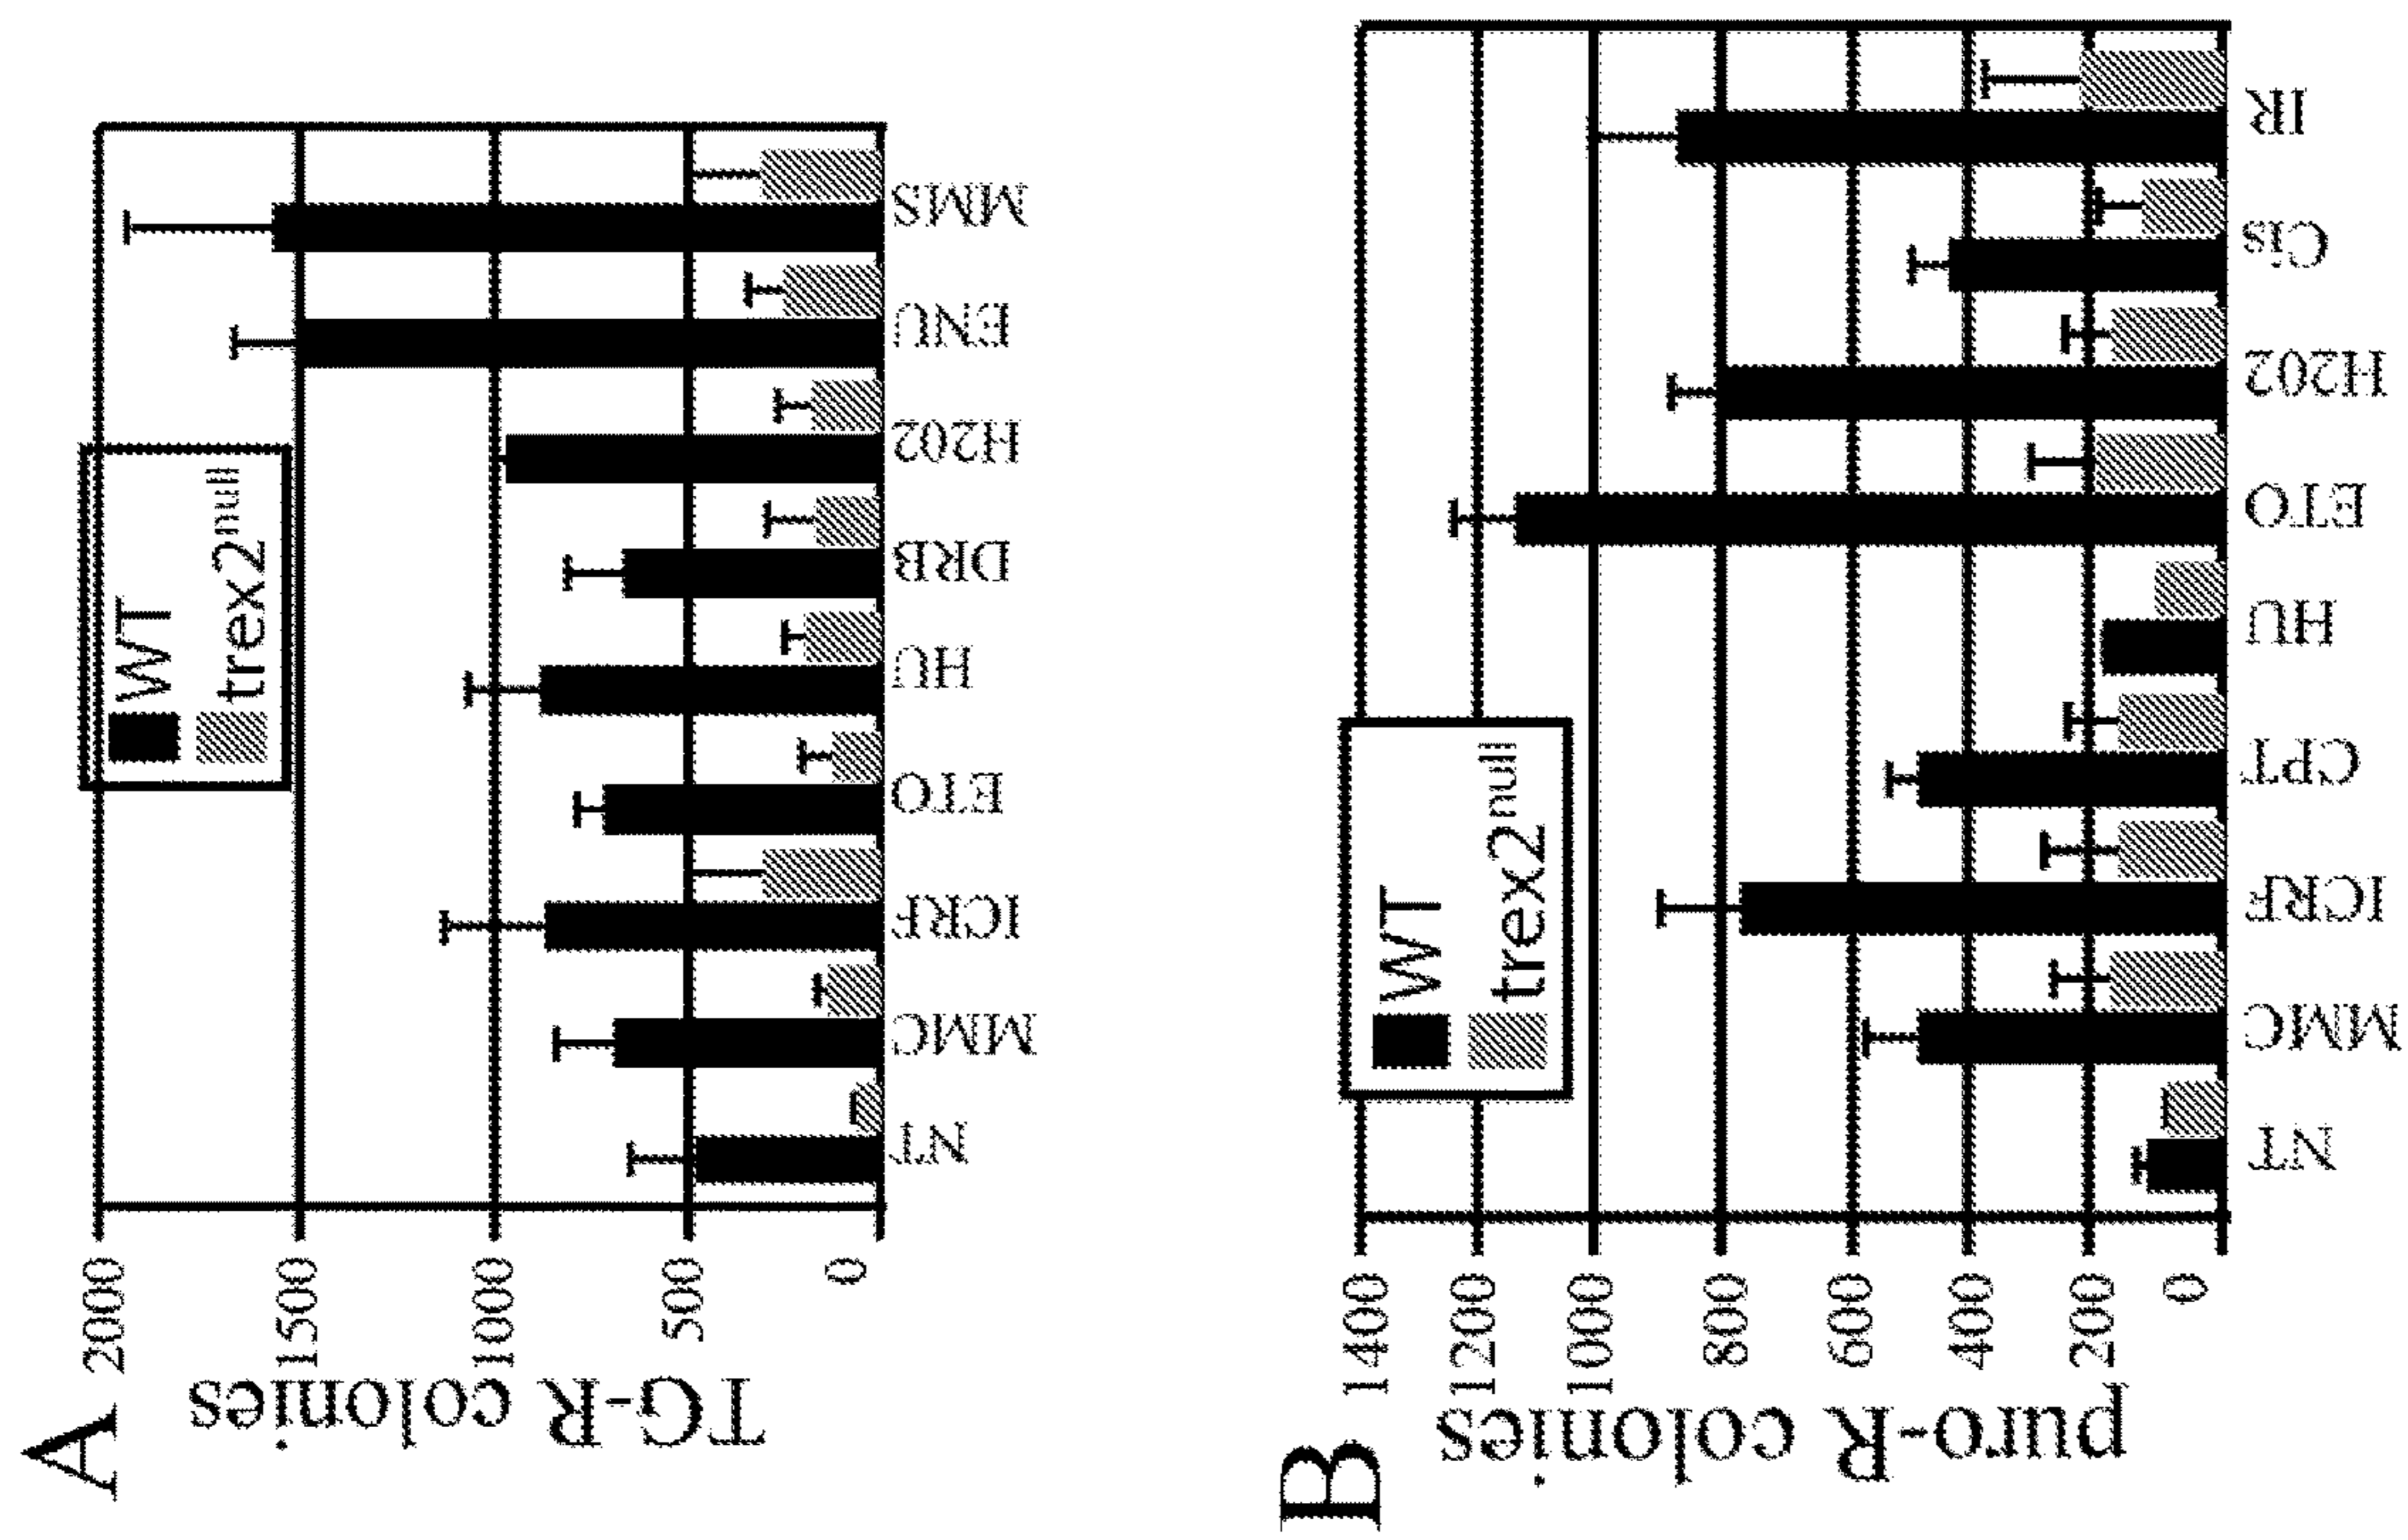 A
TG-R colonies
2000
1500
1000
500
0
WT
trex2null
NT
MMC
ICRF
ETO
HU
DRB
H202
ENU
MMS
B
puro-R colonies
1400
1200
1000
800
600
400
200
0
WT
trex2null
NT
MMC
ICRF
CPT
HU
ETO
H202
Cis
IR